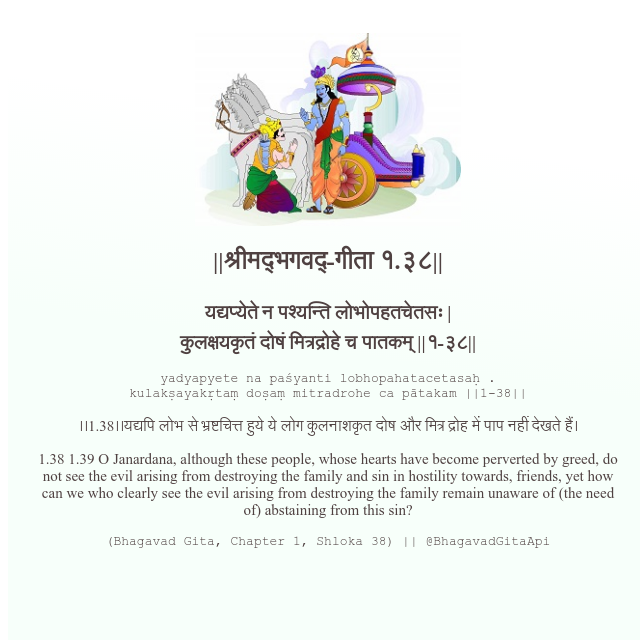 ||श्रीमद्‍भगवद्‍-गीता १.३८||
यद्यप्येते न पश्यन्ति लोभोपहतचेतसः |
कुलक्षयकृतं दोषं मित्रद्रोहे च पातकम् ||१-३८||
yadyapyete na paśyanti lobhopahatacetasaḥ .
kulakṣayakṛtaṃ doṣaṃ mitradrohe ca pātakam ||1-38||
।।1.38।।यद्यपि लोभ से भ्रष्टचित्त हुये ये लोग कुलनाशकृत दोष और मित्र द्रोह में पाप नहीं देखते हैं।
1.38 1.39 O Janardana, although these people, whose hearts have become perverted by greed, do
not see the evil arising from destroying the family and sin in hostility towards, friends, yet how
can we who clearly see the evil arising from destroying the family remain unaware of (the need
of) abstaining from this sin?
(Bhagavad Gita, Chapter 1, Shloka 38) || @BhagavadGitaApi